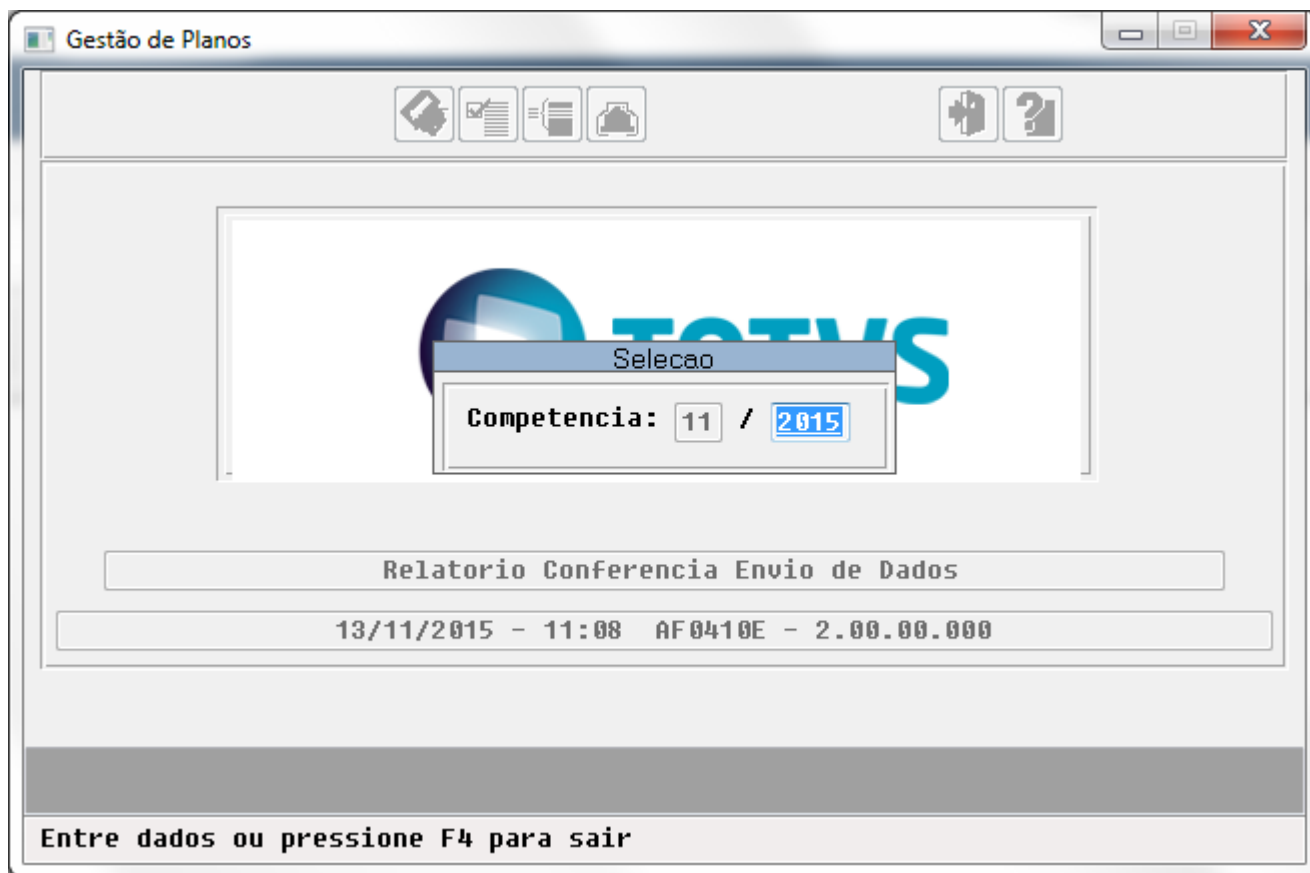 Gestão de Planos
TOTVS
Selecao
Competencia: 11 / 2015
Relatorio Conferencia Envio de Dados
13/11/2015 - 11:08 AF0410E - 2.00.00.000
Entre dados ou pressione F4 para sair